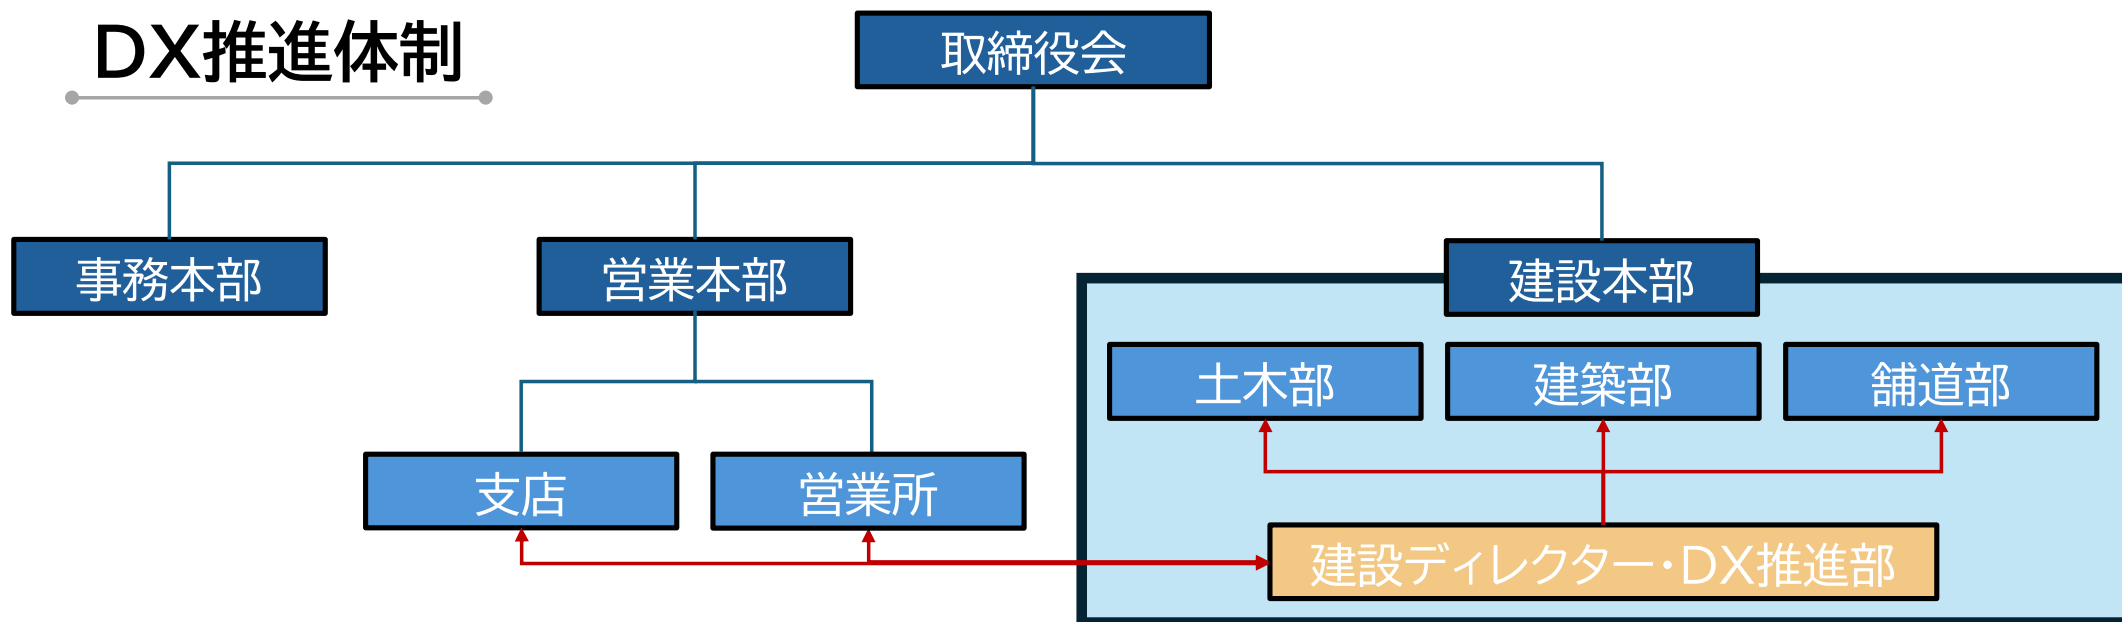 DX推進体制
取締役会
事務本部
営業本部
建設本部
土木部
建築部
舗道部
支店
営業所
建設ディレクター・DX推進部